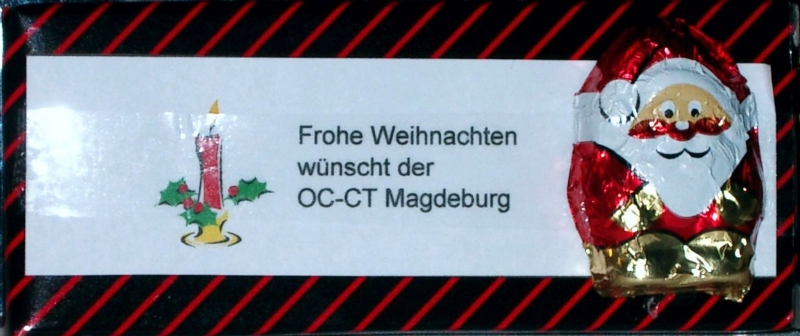 Frohe Weihnachten
wünscht der
OC-CT Magdeburg